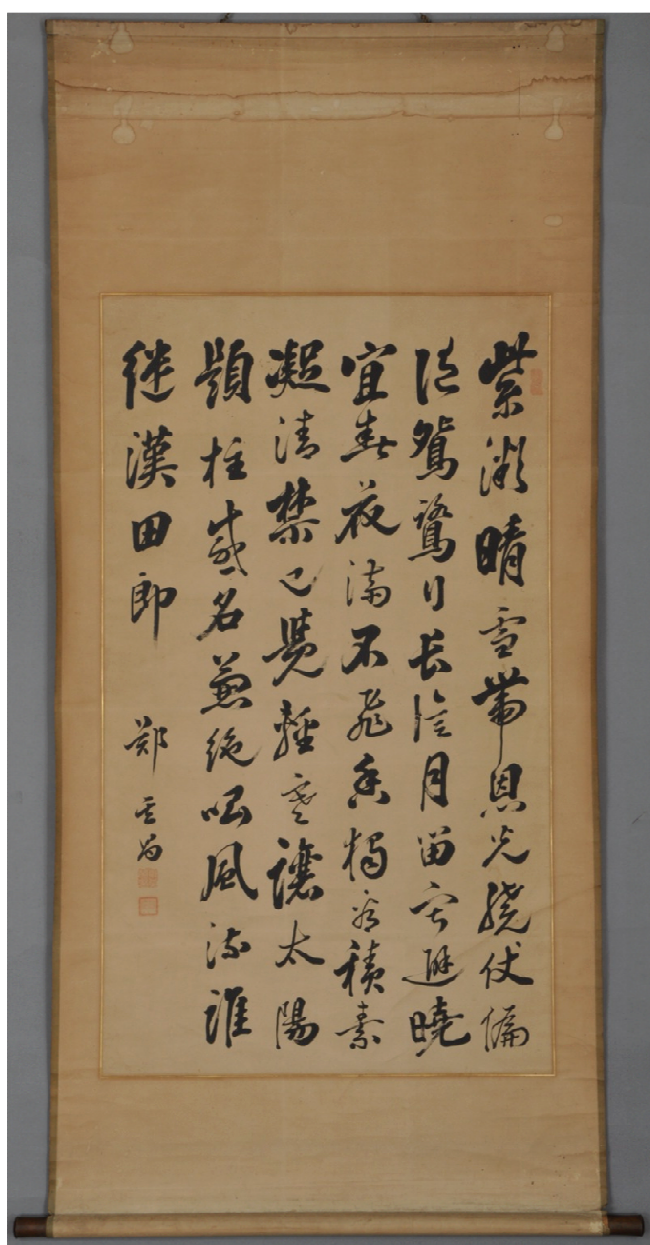 紫微晴雪帶恩光繞仗偏
隨鴛鷺行長信月留寧避曉
宜春花滿不飛香獨看積素
凝清禁已覺輕寒讓太陽
題柱盛名兼絕唱風流誰
継漢田郎
鄭